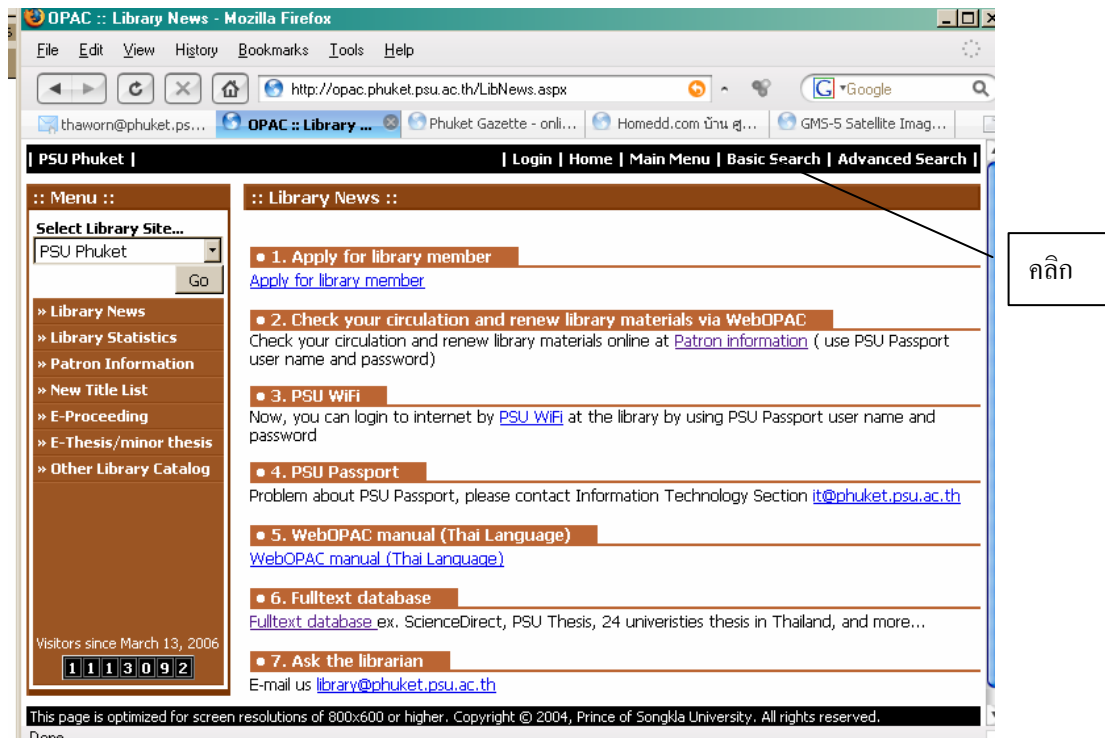 OPAC :: Library News - Mozilla Firefox
File Edit View History Bookmarks Tools Help
http://opac.phuket.psu.ac.th/LibNews.aspx
G Google
thaworn@phuket.ps... OPAC :: Library ... Phuket Gazette - onli... Homedd.com บ้าน ศู... GMS-5 Satellite Imag...
| PSU Phuket | | Login | Home | Main Menu | Basic Search | Advanced Search |
:: Menu ::
Select Library Site...
PSU Phuket
Go
» Library News
» Library Statistics
» Patron Information
» New Title List
» E-Proceeding
» E-Thesis/minor thesis
» Other Library Catalog
Visitors since March 13, 2006
1113092
:: Library News ::
● 1. Apply for library member
Apply for library member
● 2. Check your circulation and renew library materials via WebOPAC
Check your circulation and renew library materials online at Patron information ( use PSU Passport
user name and password)
● 3. PSU WiFi
Now, you can login to internet by PSU WiFi at the library by using PSU Passport user name and
password
● 4. PSU Passport
Problem about PSU Passport, please contact Information Technology Section it@phuket.psu.ac.th
● 5. WebOPAC manual (Thai Language)
WebOPAC manual (Thai Language)
● 6. Fulltext database
Fulltext database ex. ScienceDirect, PSU Thesis, 24 univeristies thesis in Thailand, and more...
● 7. Ask the librarian
E-mail us library@phuket.psu.ac.th
คลิก
This page is optimized for screen resolutions of 800x600 or higher. Copyright © 2004, Prince of Songkla University. All rights reserved.
Done